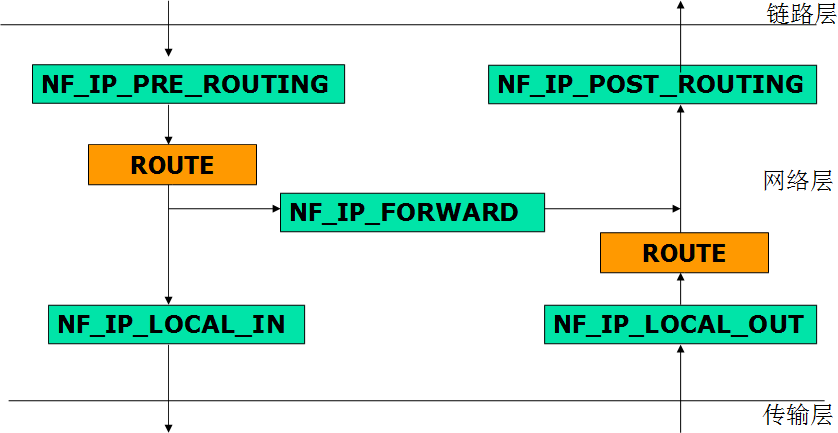 链路层
NF_IP_PRE_ROUTING
NF_IP_POST_ROUTING
ROUTE
网络层
NF_IP_FORWARD
ROUTE
NF_IP_LOCAL_IN
NF_IP_LOCAL_OUT
传输层